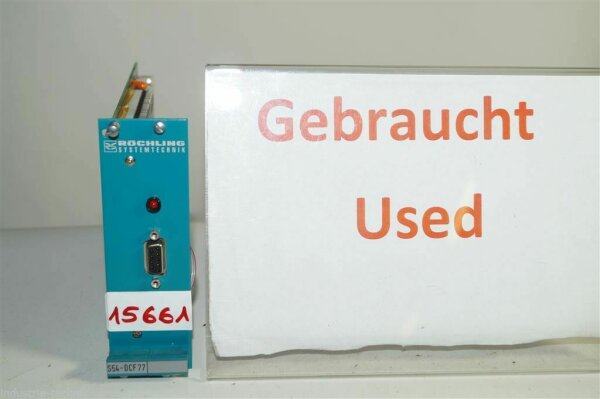 RÖCHLING
SYSTEMTECHNIK
15661
S54-DCF77
Gebraucht
Used